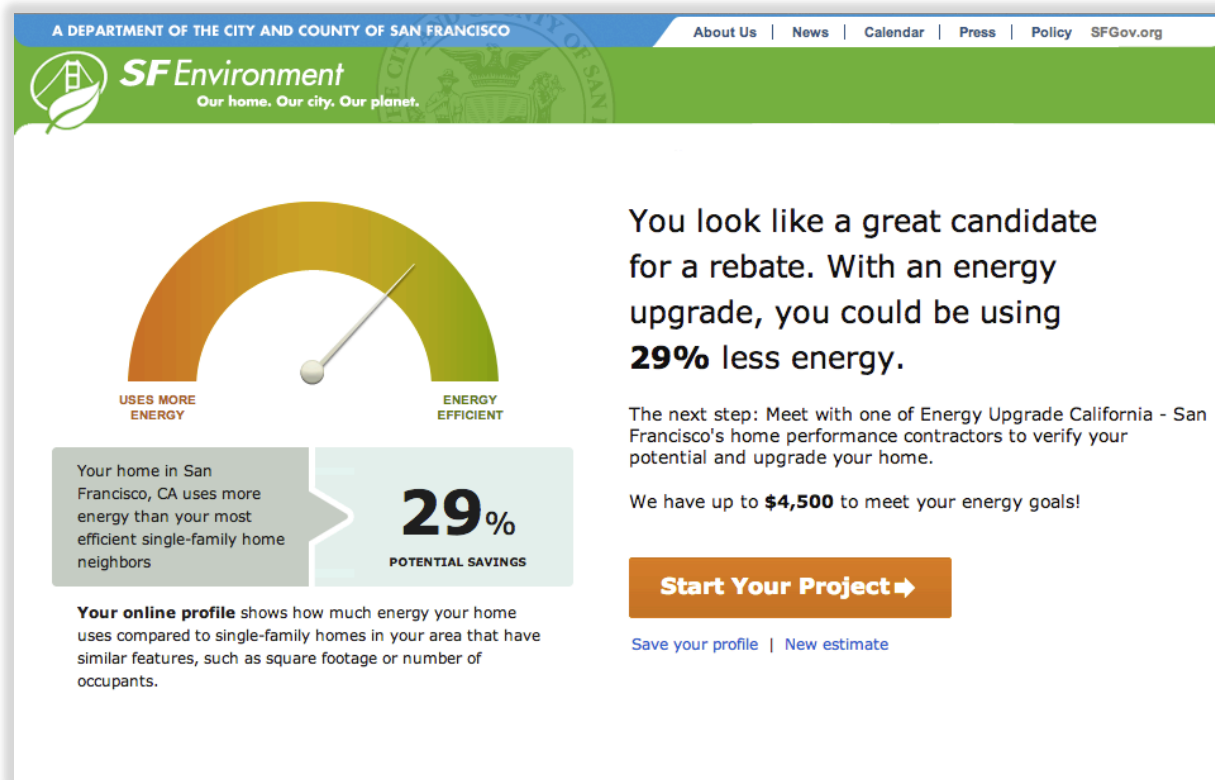 A DEPARTMENT OF THE CITY AND COUNTY OF SAN FRANCISCO
About Us | News | Calendar | Press | Policy SFGov.org
SF Environment
Our home. Our city. Our planet.
You look like a great candidate
for a rebate. With an energy
upgrade, you could be using
29% less energy.
The next step: Meet with one of Energy Upgrade California - San
Francisco's home performance contractors to verify your
potential and upgrade your home.
We have up to $4,500 to meet your energy goals!
Start Your Project
Save your profile | New estimate
USES MORE
ENERGY
ENERGY
EFFICIENT
Your home in San
Francisco, CA uses more
energy than your most
efficient single-family home
neighbors
29%
POTENTIAL SAVINGS
Your online profile shows how much energy your home
uses compared to single-family homes in your area that have
similar features, such as square footage or number of
occupants.